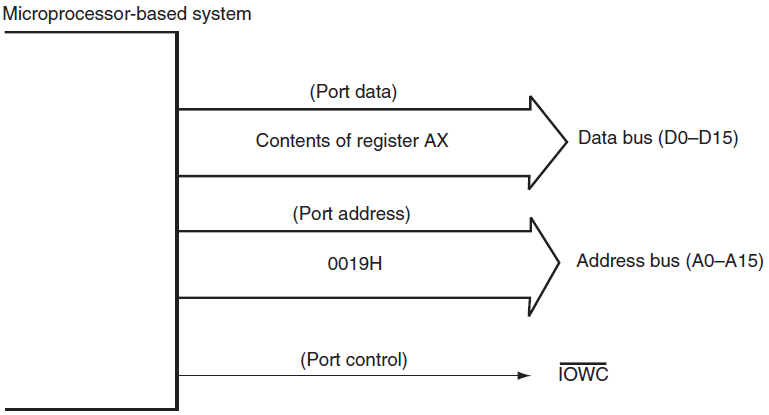 Microprocessor-based system
(Port data)
Contents of register AX
Data bus (D0–D15)
(Port address)
0019H
Address bus (A0–A15)
(Port control)
IOWC